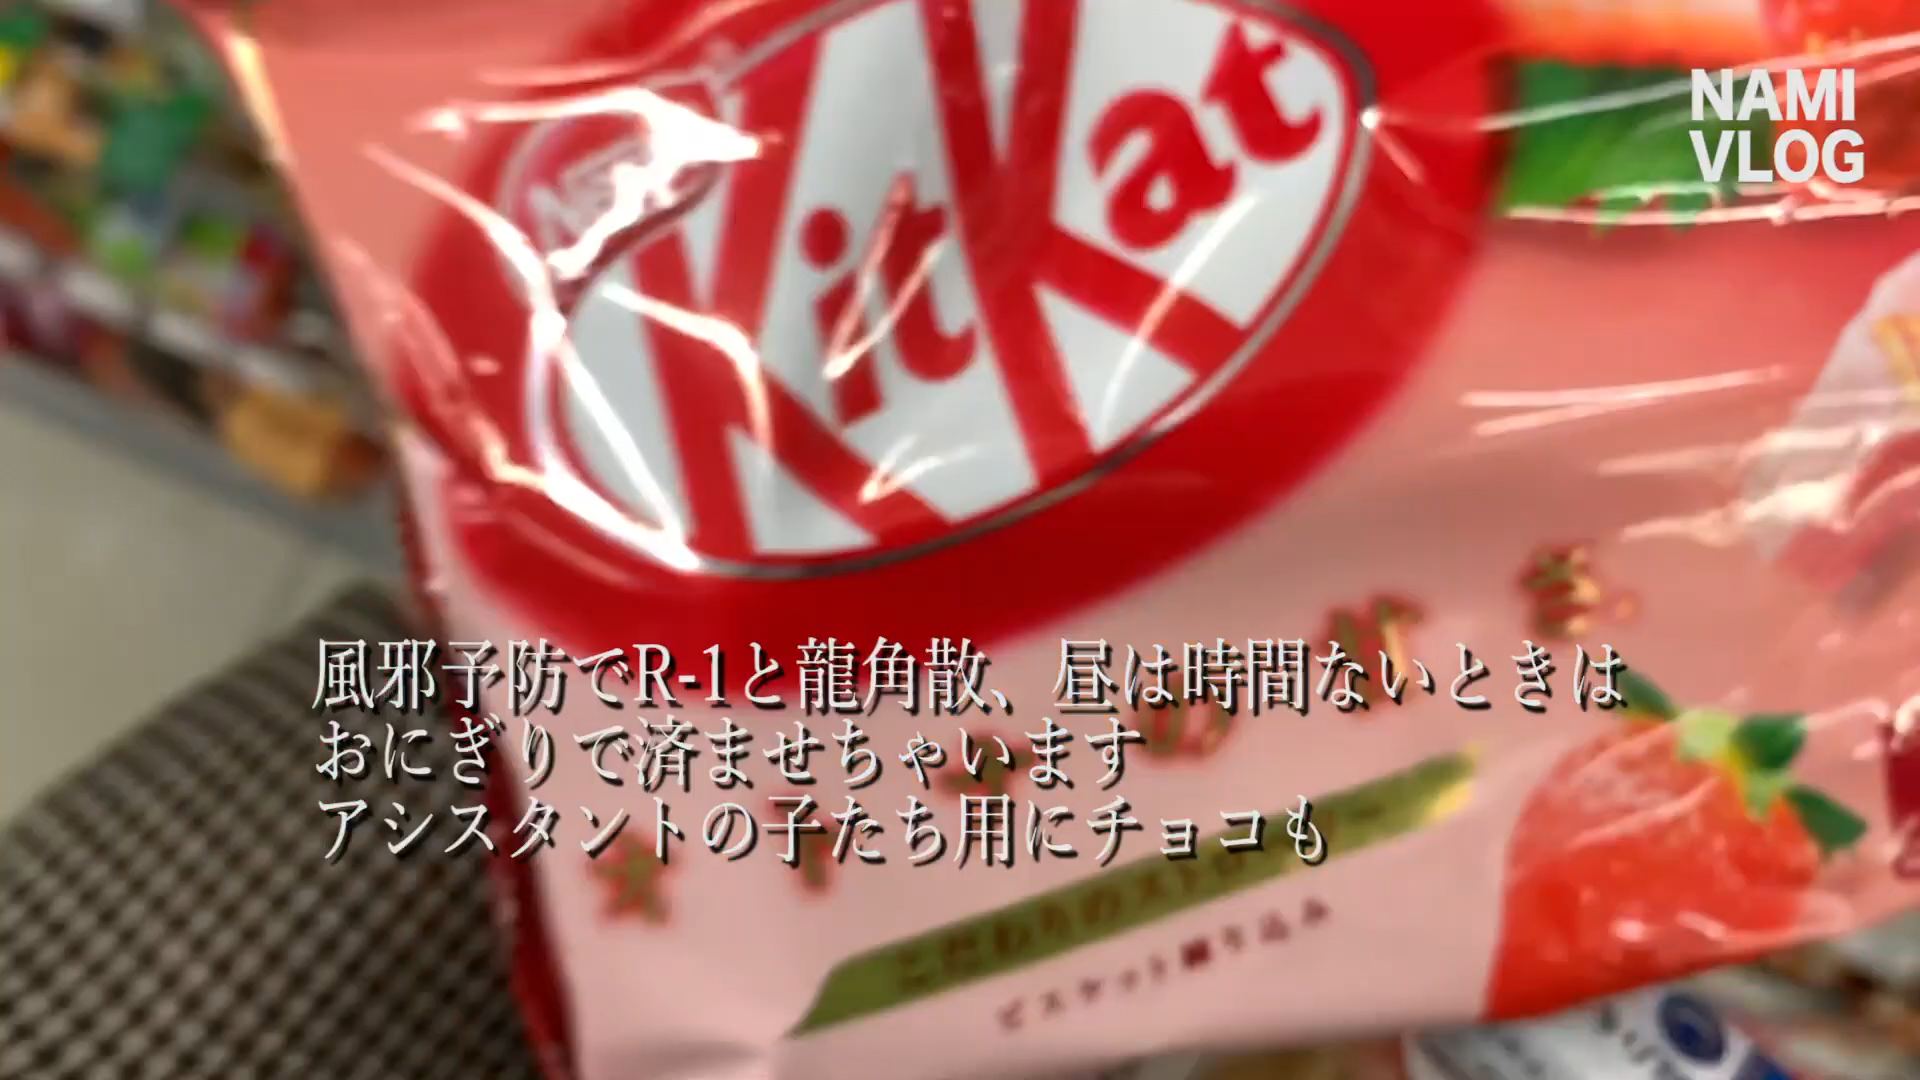 NAMI
VLOG
KitKat
風邪予防でR-1と龍角散、昼は時間ないときは
おにぎりで済ませちゃいます
アシスタントの子たち用にチョコも
ビスケット練り込み